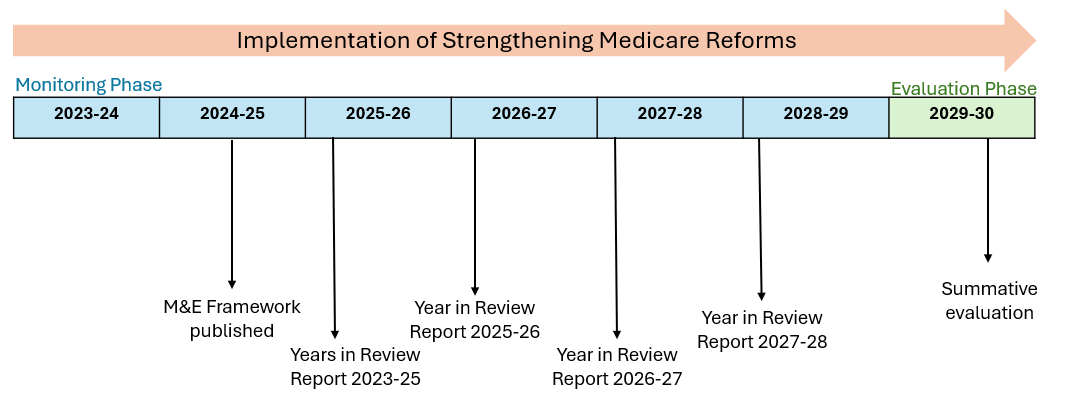 Implementation of Strengthening Medicare Reforms
Monitoring Phase
Evaluation Phase
2023-24
2024-25
2025-26
2026-27
2027-28
2028-29
2029-30
M&E Framework
published
Years in Review
Report 2023-25
Year in Review
Report 2025-26
Year in Review
Report 2026-27
Year in Review
Report 2027-28
Summative
evaluation